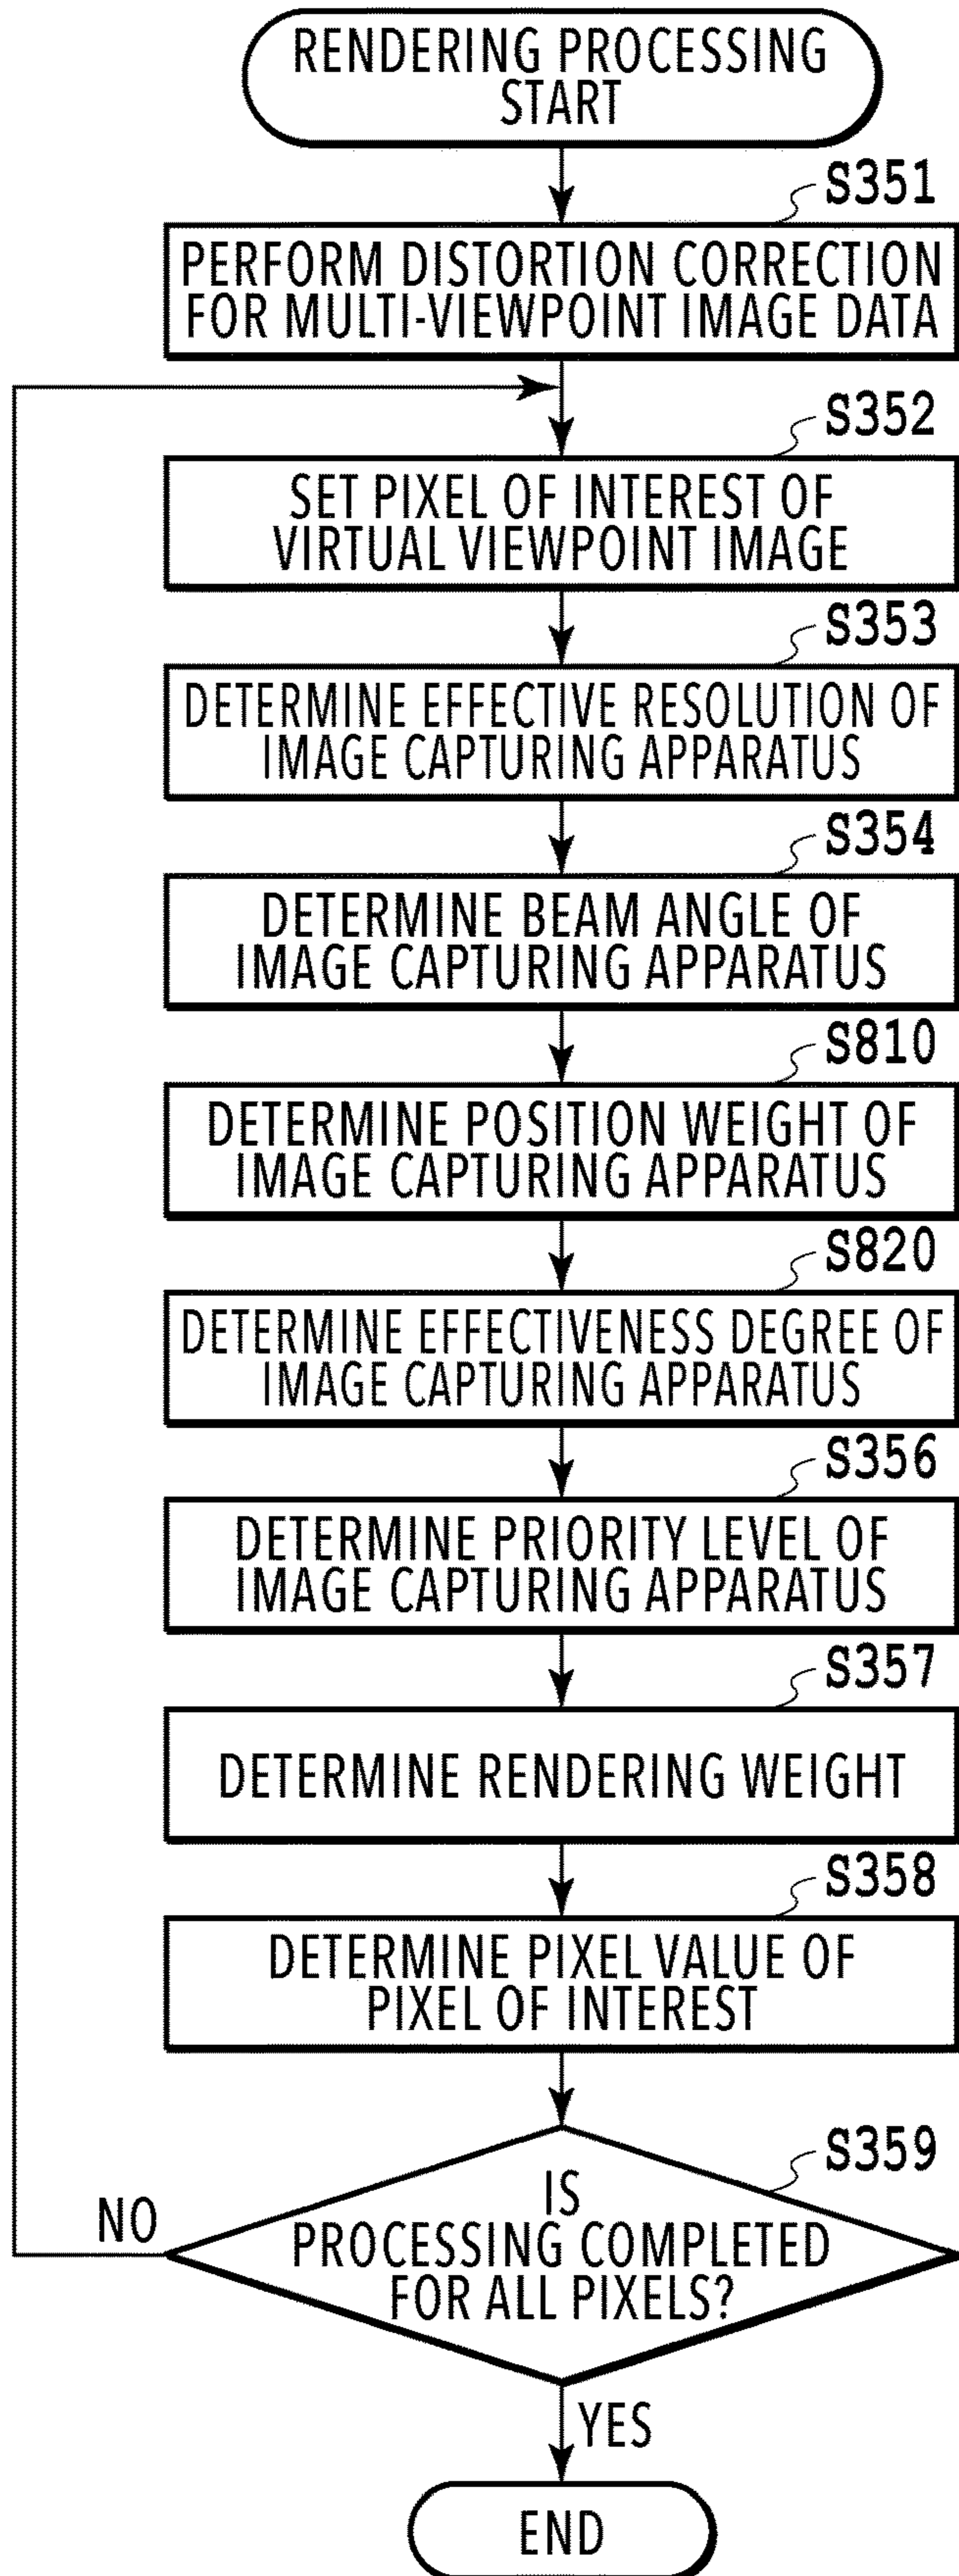 RENDERING PROCESSING
START
S351
PERFORM DISTORTION CORRECTION
FOR MULTI-VIEWPOINT IMAGE DATA
S352
SET PIXEL OF INTEREST OF
VIRTUAL VIEWPOINT IMAGE
S353
DETERMINE EFFECTIVE RESOLUTION OF
IMAGE CAPTURING APPARATUS
S354
DETERMINE BEAM ANGLE OF
IMAGE CAPTURING APPARATUS
S810
DETERMINE POSITION WEIGHT OF
IMAGE CAPTURING APPARATUS
S820
DETERMINE EFFECTIVENESS DEGREE OF
IMAGE CAPTURING APPARATUS
S356
DETERMINE PRIORITY LEVEL OF
IMAGE CAPTURING APPARATUS
S357
DETERMINE RENDERING WEIGHT
S358
DETERMINE PIXEL VALUE OF
PIXEL OF INTEREST
S359
IS
PROCESSING COMPLETED
FOR ALL PIXELS?
NO
YES
END